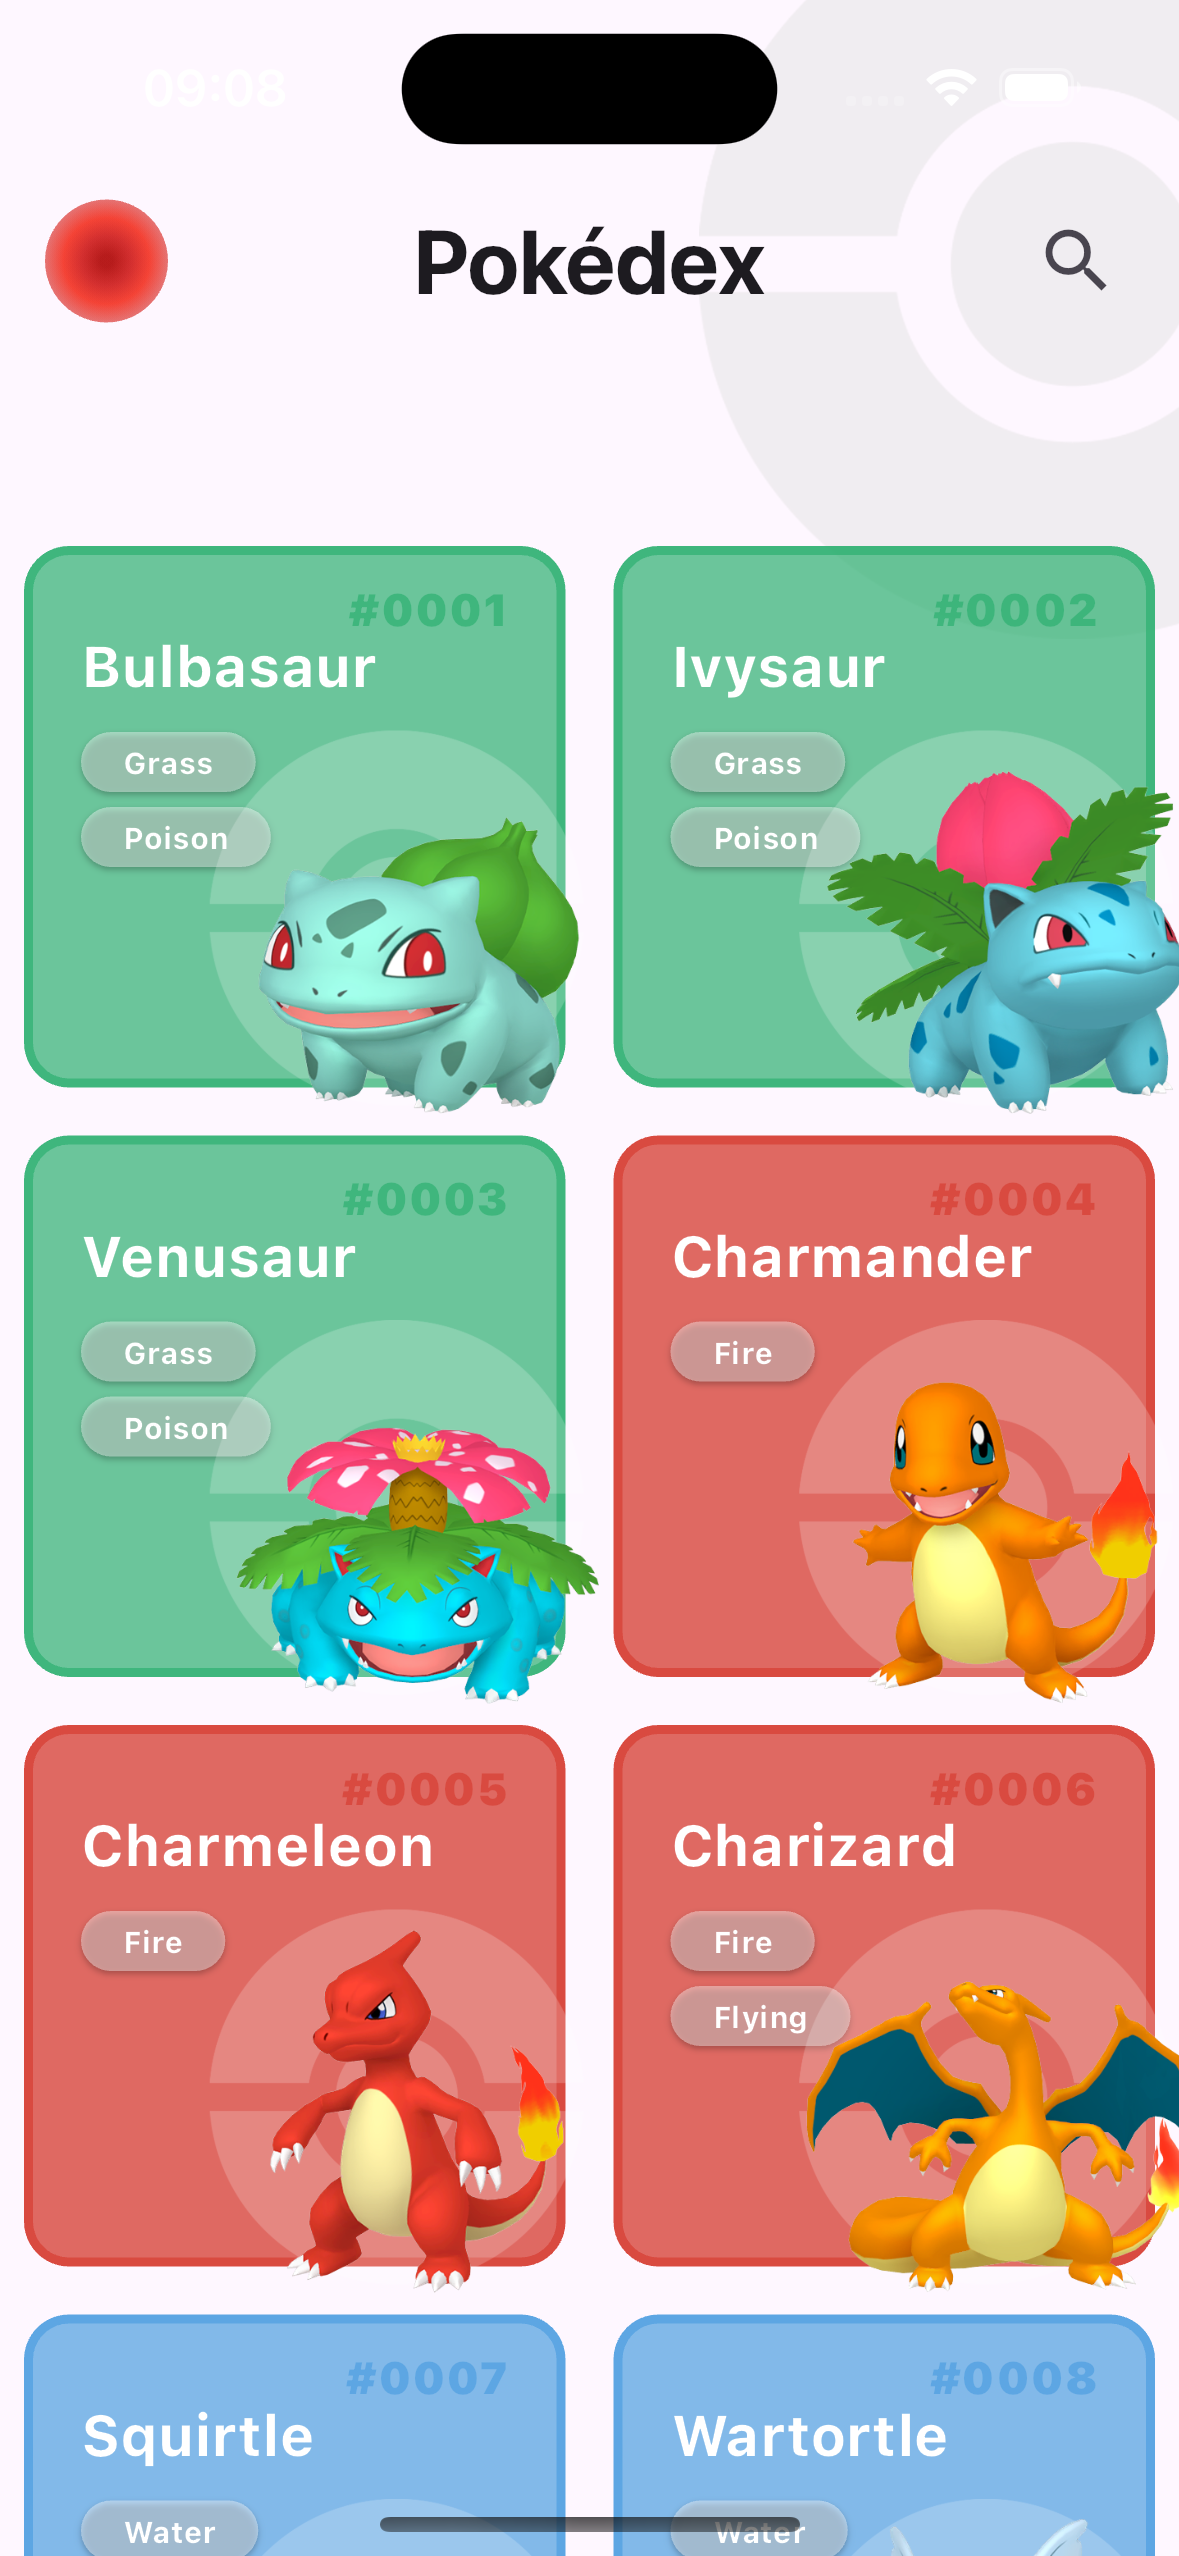 09:08
Pokédex
#0001
Bulbasaur
Grass
Poison
#0002
Ivysaur
Grass
Poison
#0003
Venusaur
Grass
Poison
#0004
Charmander
Fire
#0005
Charmeleon
Fire
#0006
Charizard
Fire
Flying
#0007
Squirtle
Water
#0008
Wartortle
Water